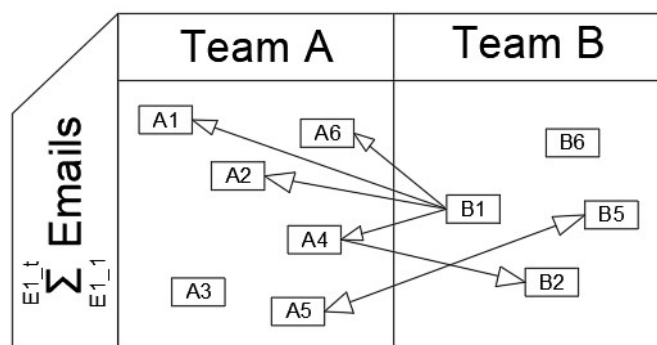 Team A
Team B
E1_t
∑ Emails
E1_1
A1
A6
B6
A2
B1
B5
A4
A3
B2
A5